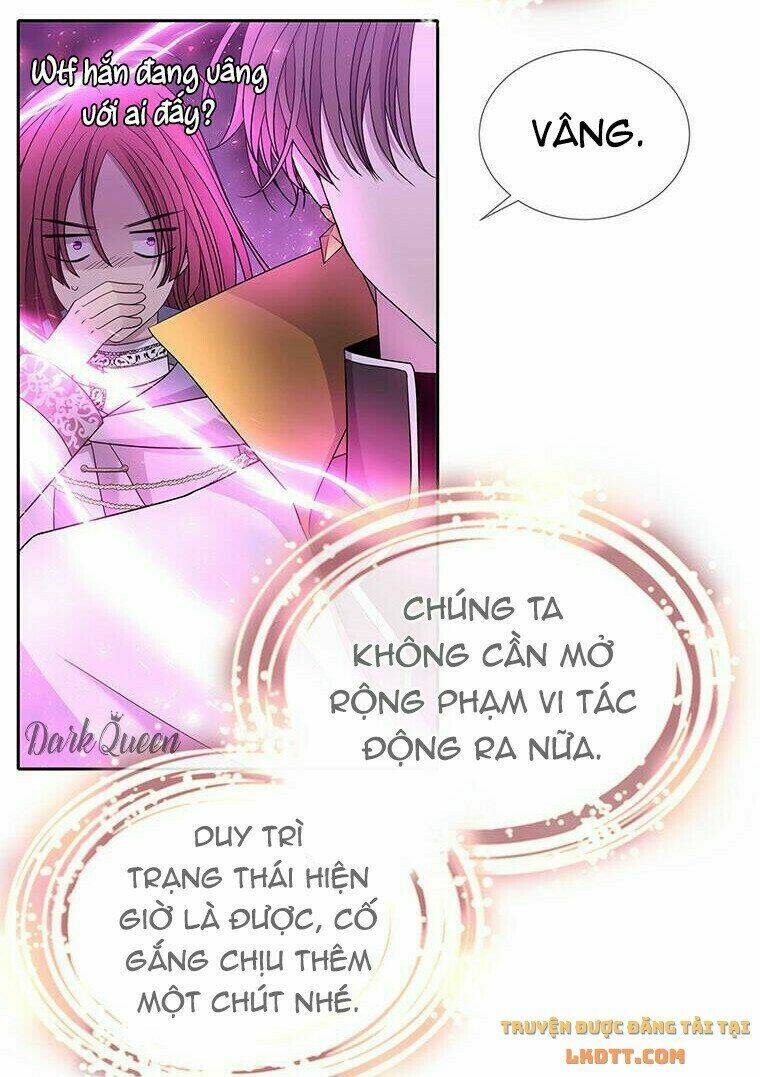 Wtf hắn đang vâng
với ai đấy?
VÂNG.
CHÚNG TA
KHÔNG CẦN MỞ
RỘNG PHẠM VI TÁC
ĐỘNG RA NỮA.
Dark Queen
DUY TRÌ
TRẠNG THÁI HIỆN
GIỜ LÀ ĐƯỢC, CỐ
GẮNG CHỊU THÊM
MỘT CHÚT NHÉ.
TRUYỆN ĐƯỢC ĐĂNG TẢI TẠI
LKDTT.COM